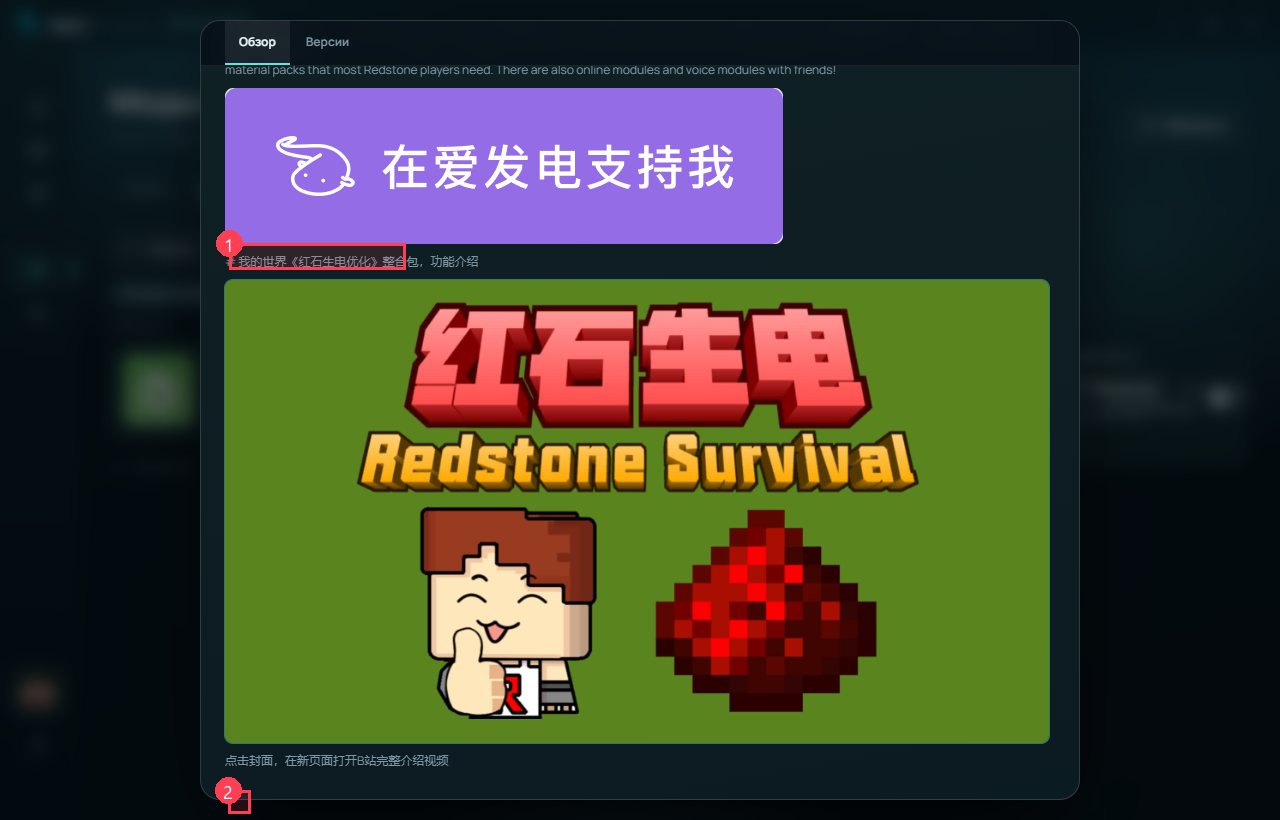 Обзор
Версии
material packs that most Redstone players need. There are also online modules and voice modules with friends!
在爱发电支持我
1
# 我的世界《红石生电优化》整合包，功能介绍
红石生电
Redstone Survival
R
点击封面，在新页面打开B站完整介绍视频
2